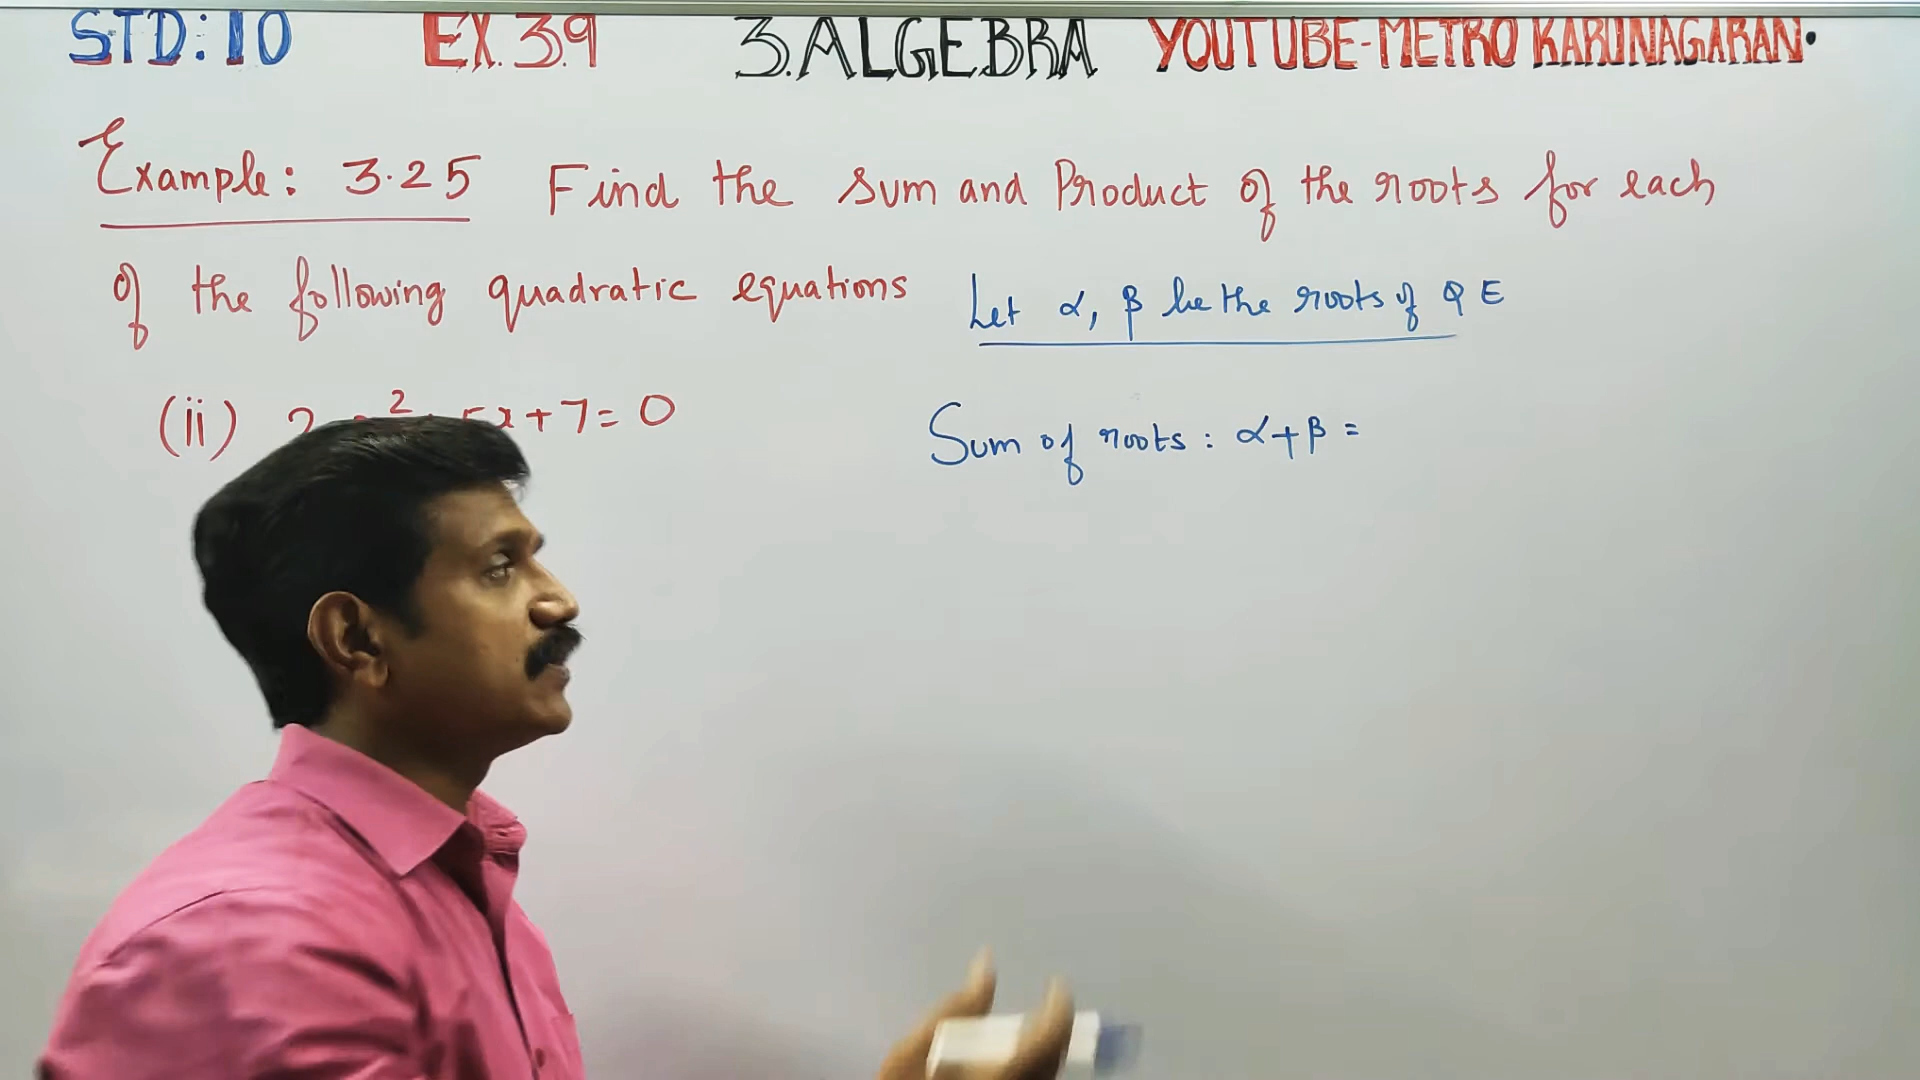 STD:10 EX.3.9 3.ALGEBRA YOUTUBE-METRO KARUNAGARAN.
Example: 3.25 Find the sum and Product of the roots for each
of the following quadratic equations Let α, β be the roots of Q E
(ii) 2 x+7=0 Sum of roots: α+β =